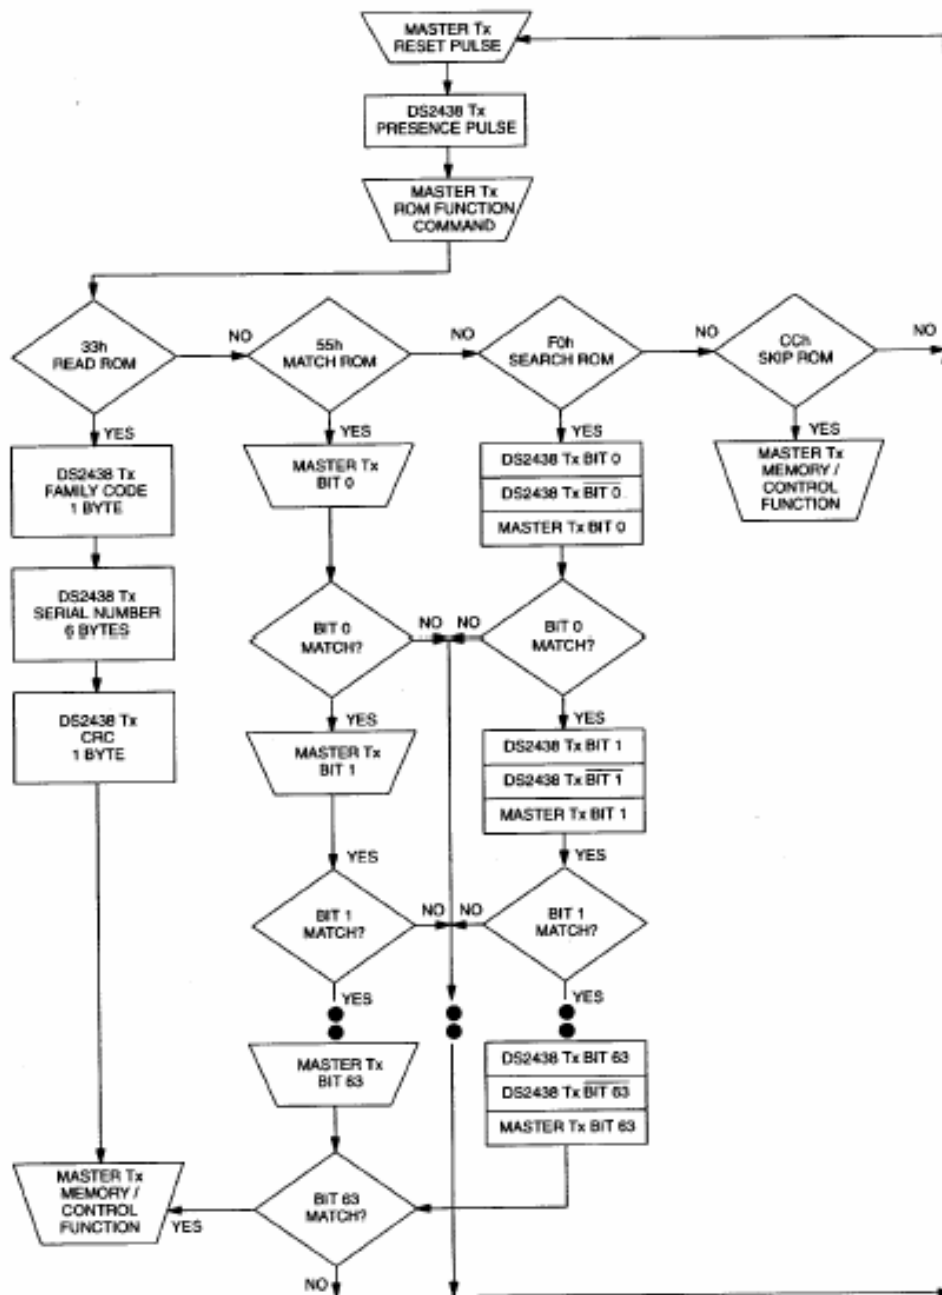 MASTER Tx
RESET PULSE
DS2438 Tx
PRESENCE PULSE
MASTER Tx
ROM FUNCTION
COMMAND
33h
READ ROM
NO
55h
MATCH ROM
NO
F0h
SEARCH ROM
NO
CCh
SKIP ROM
NO
YES
YES
YES
YES
DS2438 Tx
FAMILY CODE
1 BYTE
MASTER Tx
BIT 0
DS2438 Tx BIT 0
DS2438 Tx B̅I̅T̅ ̅0̅
MASTER Tx BIT 0
MASTER Tx
MEMORY /
CONTROL
FUNCTION
DS2438 Tx
SERIAL NUMBER
6 BYTES
BIT 0
MATCH?
NO
NO
BIT 0
MATCH?
YES
YES
DS2438 Tx
CRC
1 BYTE
MASTER Tx
BIT 1
DS2438 Tx BIT 1
DS2438 Tx B̅I̅T̅ ̅1̅
MASTER Tx BIT 1
YES
YES
BIT 1
MATCH?
NO
NO
BIT 1
MATCH?
YES
YES
MASTER Tx
BIT 63
DS2438 Tx BIT 63
DS2438 Tx B̅I̅T̅ ̅6̅3̅
MASTER Tx BIT 63
MASTER Tx
MEMORY /
CONTROL
FUNCTION
YES
BIT 63
MATCH?
NO